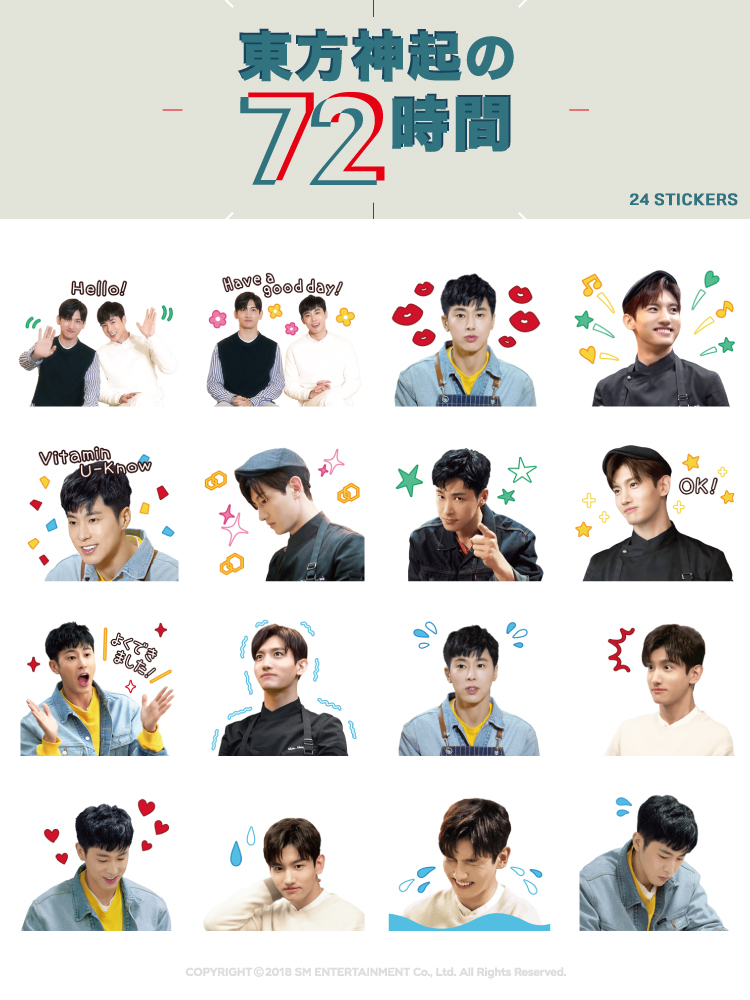 東方神起の
72時間
24 STICKERS
Hello!
Have a
good day!
Vitamin
U-Know
OK!
よくでき
ました!
COPYRIGHT©2018 SM ENTERTAINMENT Co., Ltd. All Rights Reserved.